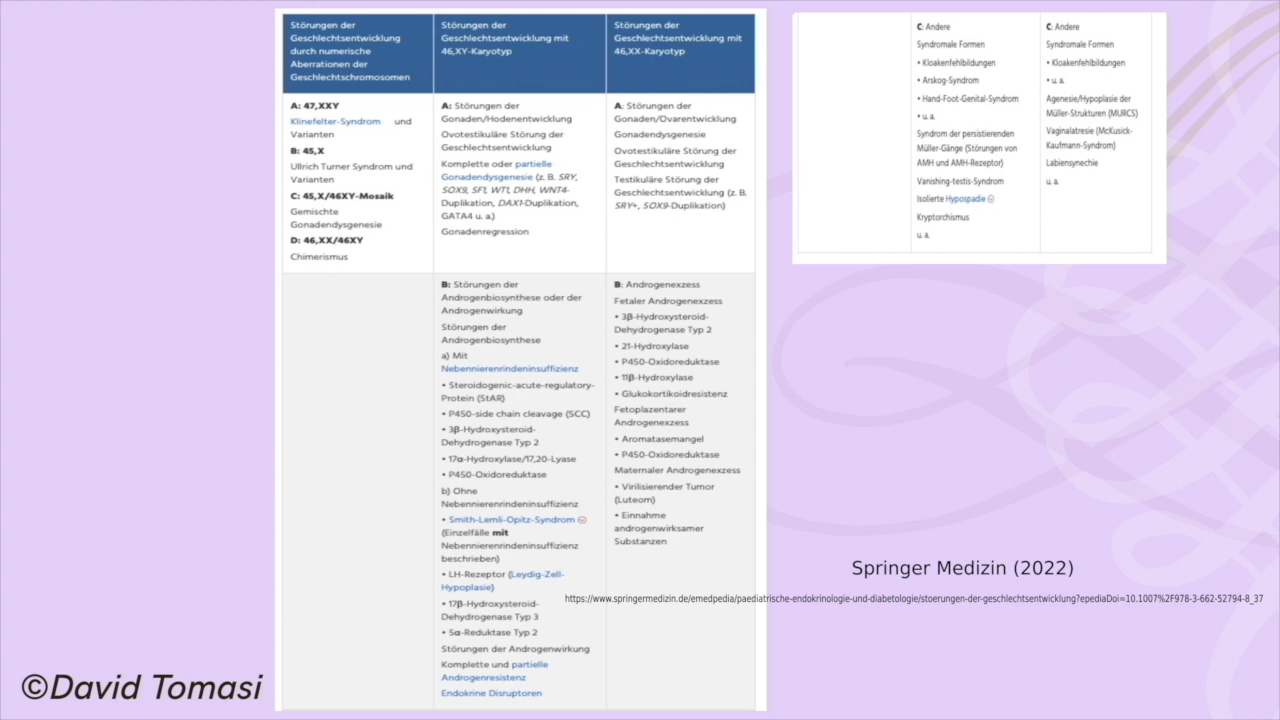 Störungen der
Geschlechtsentwicklung
durch numerische
Aberrationen der
Geschlechtschromosomen
Störungen der
Geschlechtsentwicklung mit
46,XY-Karyotyp
Störungen der
Geschlechtsentwicklung mit
46,XX-Karyotyp
A: 47,XXY
Klinefelter-Syndrom und
Varianten
B: 45,X
Ullrich Turner Syndrom und
Varianten
C: 45,X/46XY-Mosaik
Gemischte
Gonadendysgenesie
D: 46,XX/46XY
Chimerismus
A: Störungen der
Gonaden/Hodenentwicklung
Ovotestikuläre Störung der
Geschlechtsentwicklung
Komplette oder partielle
Gonadendysgenesie (z. B. SRY,
SOX9, SF1, WT1, DHH, WNT4-
Duplikation, DAX1-Duplikation,
GATA4 u. a.)
Gonadenregression
A: Störungen der
Gonaden/Ovarentwicklung
Gonadendysgenesie
Ovotestikuläre Störung der
Geschlechtsentwicklung
Testikuläre Störung der
Geschlechtsentwicklung (z. B.
SRY+, SOX9-Duplikation)
B: Störungen der
Androgenbiosynthese oder der
Androgenwirkung
Störungen der
Androgenbiosynthese
a) Mit
Nebennierenrindeninsuffizienz
• Steroidogenic-acute-regulatory-
Protein (StAR)
• P450-side chain cleavage (SCC)
• 3β-Hydroxysteroid-
Dehydrogenase Typ 2
• 17α-Hydroxylase/17,20-Lyase
• P450-Oxidoreduktase
b) Ohne
Nebennierenrindeninsuffizienz
• Smith-Lemli-Opitz-Syndrom
(Einzelfälle mit
Nebennierenrindeninsuffizienz
beschrieben)
• LH-Rezeptor (Leydig-Zell-
Hypoplasie)
• 17β-Hydroxysteroid-
Dehydrogenase Typ 3
• 5α-Reduktase Typ 2
Störungen der Androgenwirkung
Komplette und partielle
Androgenresistenz
Endokrine Disruptoren
B: Androgenexzess
Fetaler Androgenexzess
• 3β-Hydroxysteroid-
Dehydrogenase Typ 2
• 21-Hydroxylase
• P450-Oxidoreduktase
• 11β-Hydroxylase
• Glukokortikoidresistenz
Fetoplazentarer
Androgenexzess
• Aromatasemangel
• P450-Oxidoreduktase
Maternaler Androgenexzess
• Virilisierender Tumor
(Luteom)
• Einnahme
androgenwirksamer
Substanzen
C: Andere
Syndromale Formen
• Kloakenfehlbildungen
• Arskog-Syndrom
• Hand-Foot-Genital-Syndrom
• u. a.
Syndrom der persistierenden
Müller-Gänge (Störungen von
AMH und AMH-Rezeptor)
Vanishing-testis-Syndrom
Isolierte Hypospadie
Kryptorchismus
u. a.
C: Andere
Syndromale Formen
• Kloakenfehlbildungen
• u. a.
Agenesie/Hypoplasie der
Müller-Strukturen (MURCS)
Vaginalatresie (McKusick-
Kaufmann-Syndrom)
Labiensynechie
u. a.
Springer Medizin (2022)
https://www.springermedizin.de/emedpedia/paediatrische-endokrinologie-und-diabetologie/stoerungen-der-geschlechtsentwicklung?epediaDoi=10.1007%2F978-3-662-52794-8_37
©David Tomasi